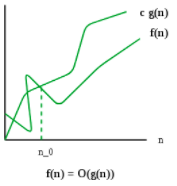 c g(n)
f(n)
n
n_0
f(n) = O(g(n))